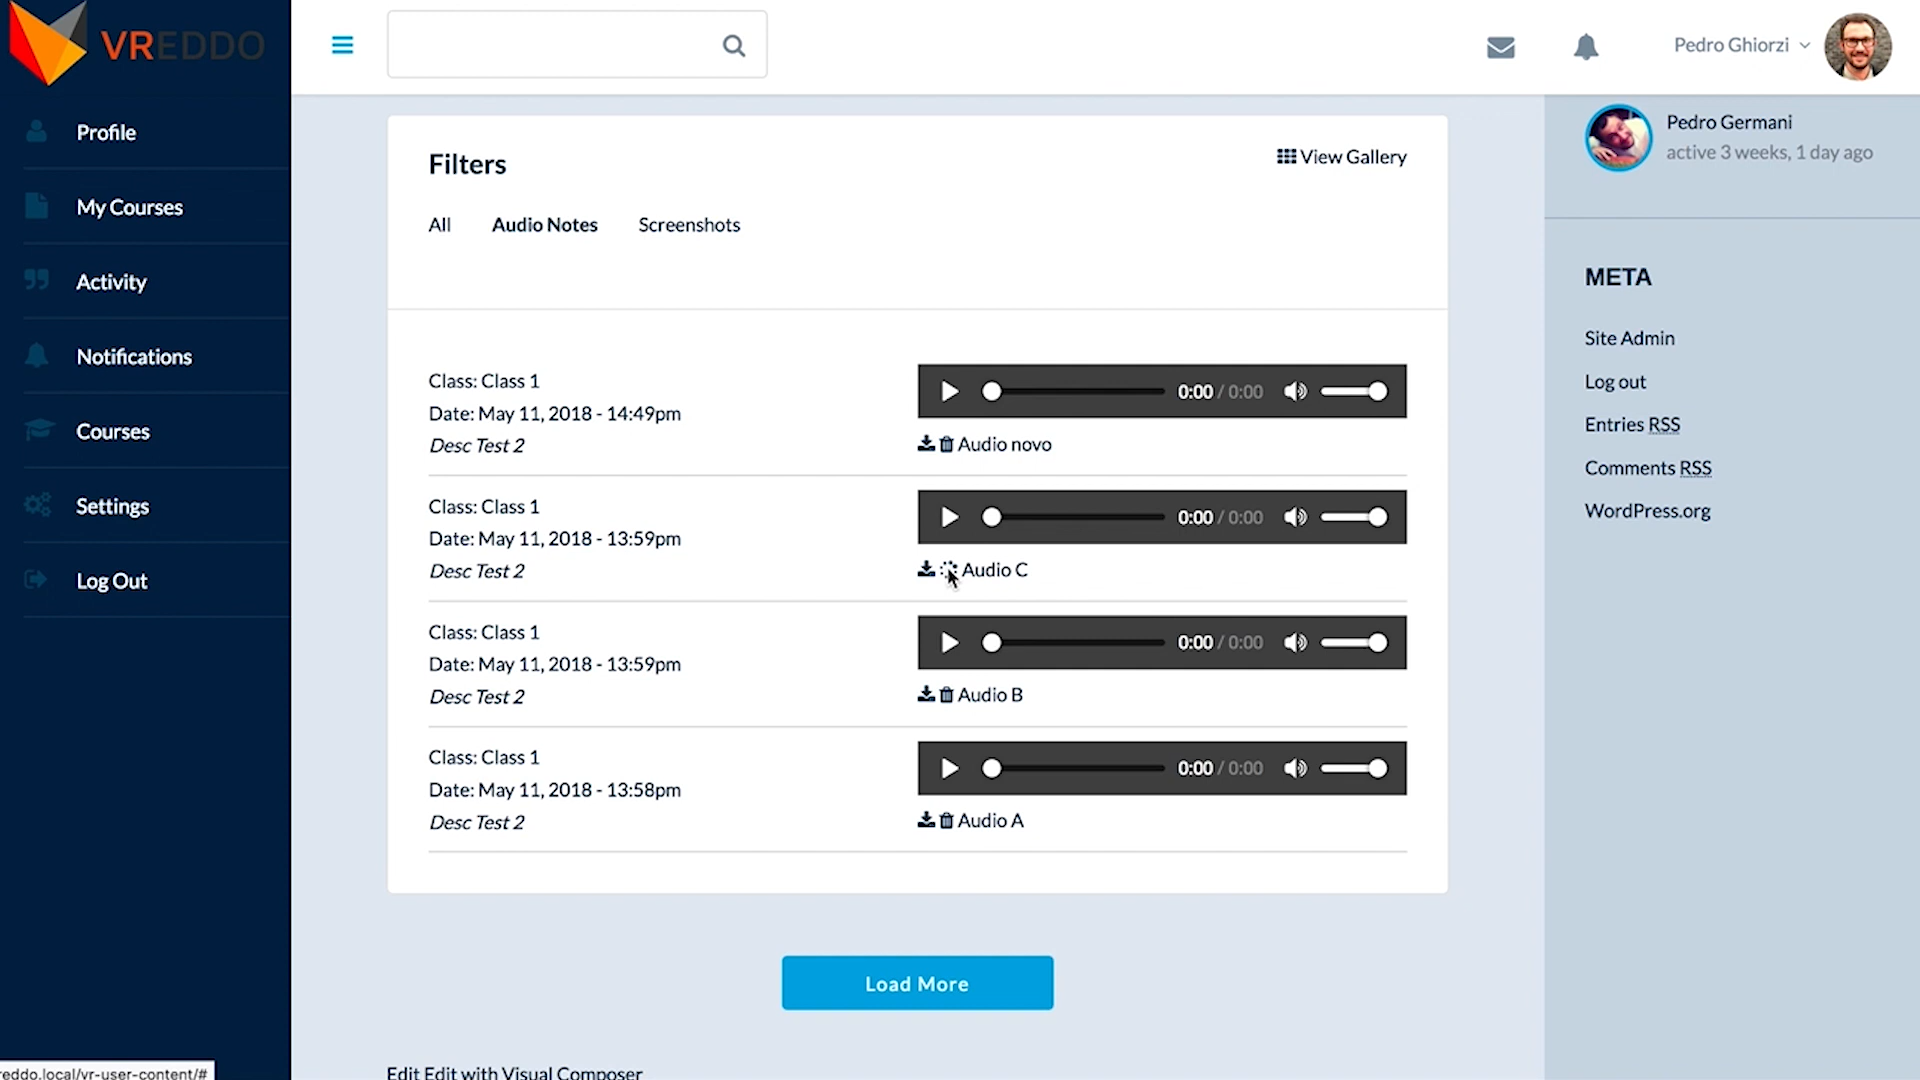 VREDDO
Pedro Ghiorzi
Profile
My Courses
Activity
Notifications
Courses
Settings
Log Out
Filters
View Gallery
All Audio Notes Screenshots
Class: Class 1
Date: May 11, 2018 - 14:49pm
Desc Test 2
0:00 / 0:00
Audio novo
Class: Class 1
Date: May 11, 2018 - 13:59pm
Desc Test 2
0:00 / 0:00
Audio C
Class: Class 1
Date: May 11, 2018 - 13:59pm
Desc Test 2
0:00 / 0:00
Audio B
Class: Class 1
Date: May 11, 2018 - 13:58pm
Desc Test 2
0:00 / 0:00
Audio A
Load More
Edit Edit with Visual Composer
Pedro Germani
active 3 weeks, 1 day ago
META
Site Admin
Log out
Entries RSS
Comments RSS
WordPress.org
reddo.local/vr-user-content/#